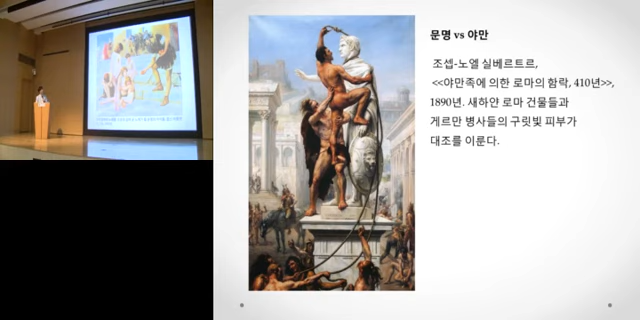 문명 vs 야만
조셉-노엘 실베르트르,
<<야만족에 의한 로마의 함락, 410년>>,
1890년. 새하얀 로마 건물들과
게르만 병사들의 구릿빛 피부가
대조를 이룬다.